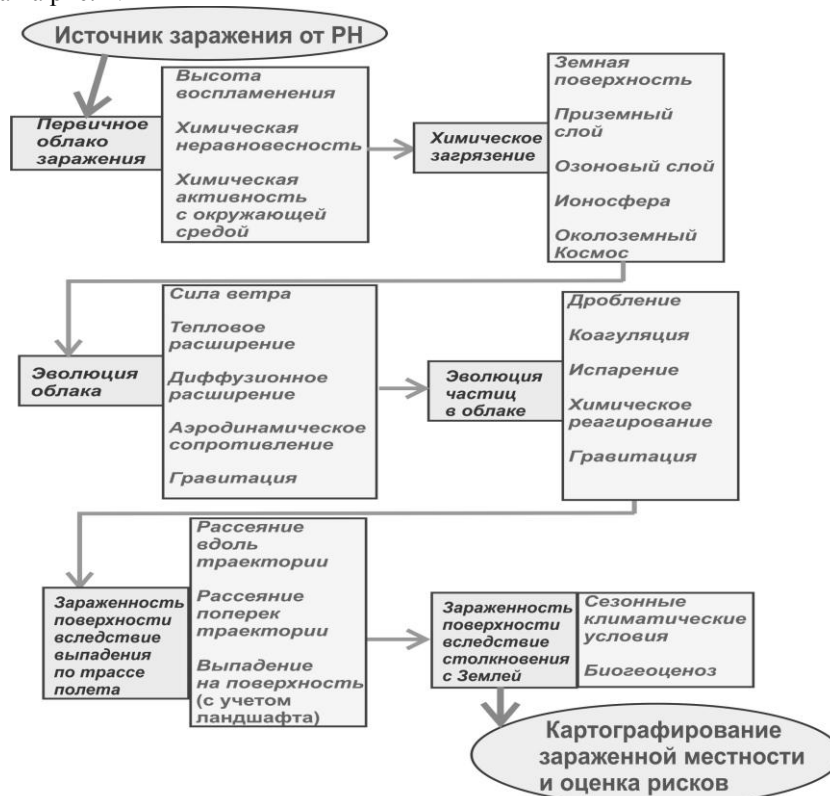 Источник заражения от РН
Первичное
облако
заражения
Высота
воспламенения
Химическая
неравновесность
Химическая
активность
с окружающей
средой
Химическое
загрязение
Земная
поверхность
Приземный
слой
Озоновый слой
Ионосфера
Околоземный
Космос
Эволюция
облака
Сила ветра
Тепловое
расширение
Диффузионное
расширение
Аэродинамическое
сопротивление
Гравитация
Эволюция
частиц
в облаке
Дробление
Коагуляция
Испарение
Химическое
реагирование
Гравитация
Зараженность
поверхности
вследствие
выпадения
по трассе
полета
Рассеяние
вдоль
траектории
Рассеяние
поперек
траектории
Выпадение
на поверхность
(с учетом
ландшафта)
Зараженность
поверхности
вследствие
столкновения
с Землей
Сезонные
климатические
условия
Биогеоценоз
Картографирование
зараженной местности
и оценка рисков